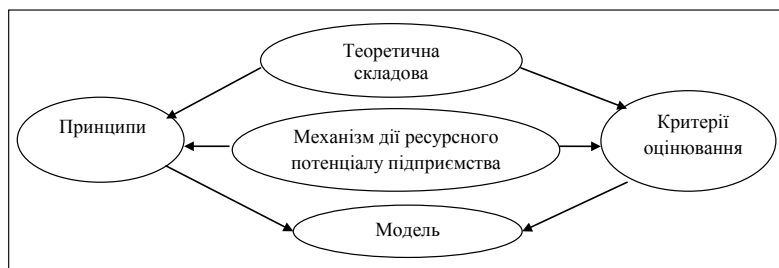 Теоретична
складова
Принципи
Механізм дії ресурсного
потенціалу підприємства
Критерії
оцінювання
Модель